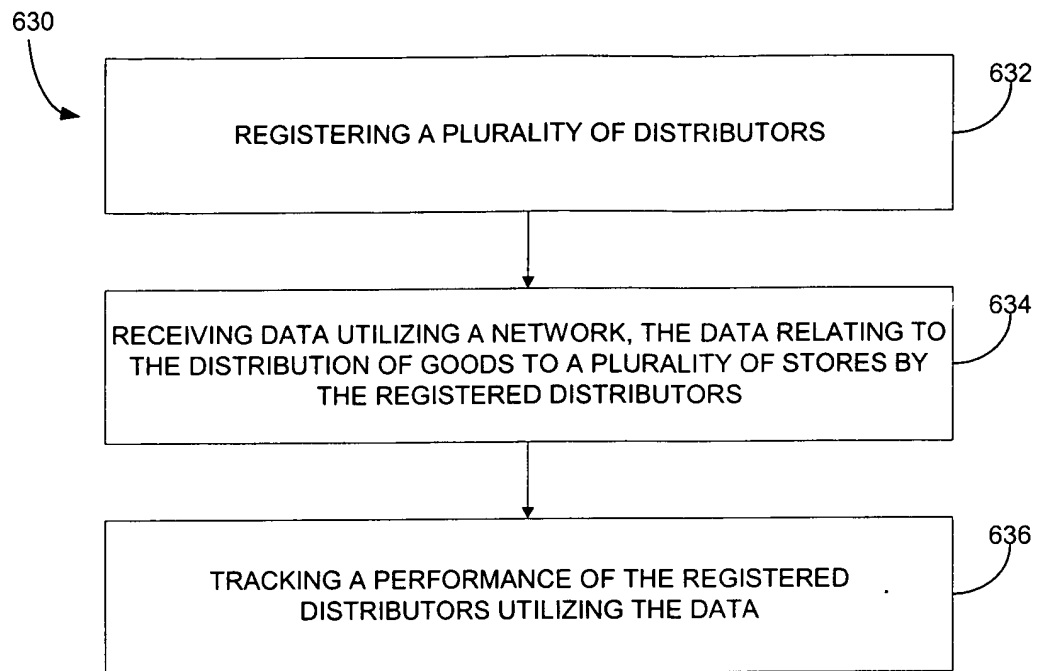 630
632
REGISTERING A PLURALITY OF DISTRIBUTORS
634
RECEIVING DATA UTILIZING A NETWORK, THE DATA RELATING TO
THE DISTRIBUTION OF GOODS TO A PLURALITY OF STORES BY
THE REGISTERED DISTRIBUTORS
636
TRACKING A PERFORMANCE OF THE REGISTERED
DISTRIBUTORS UTILIZING THE DATA